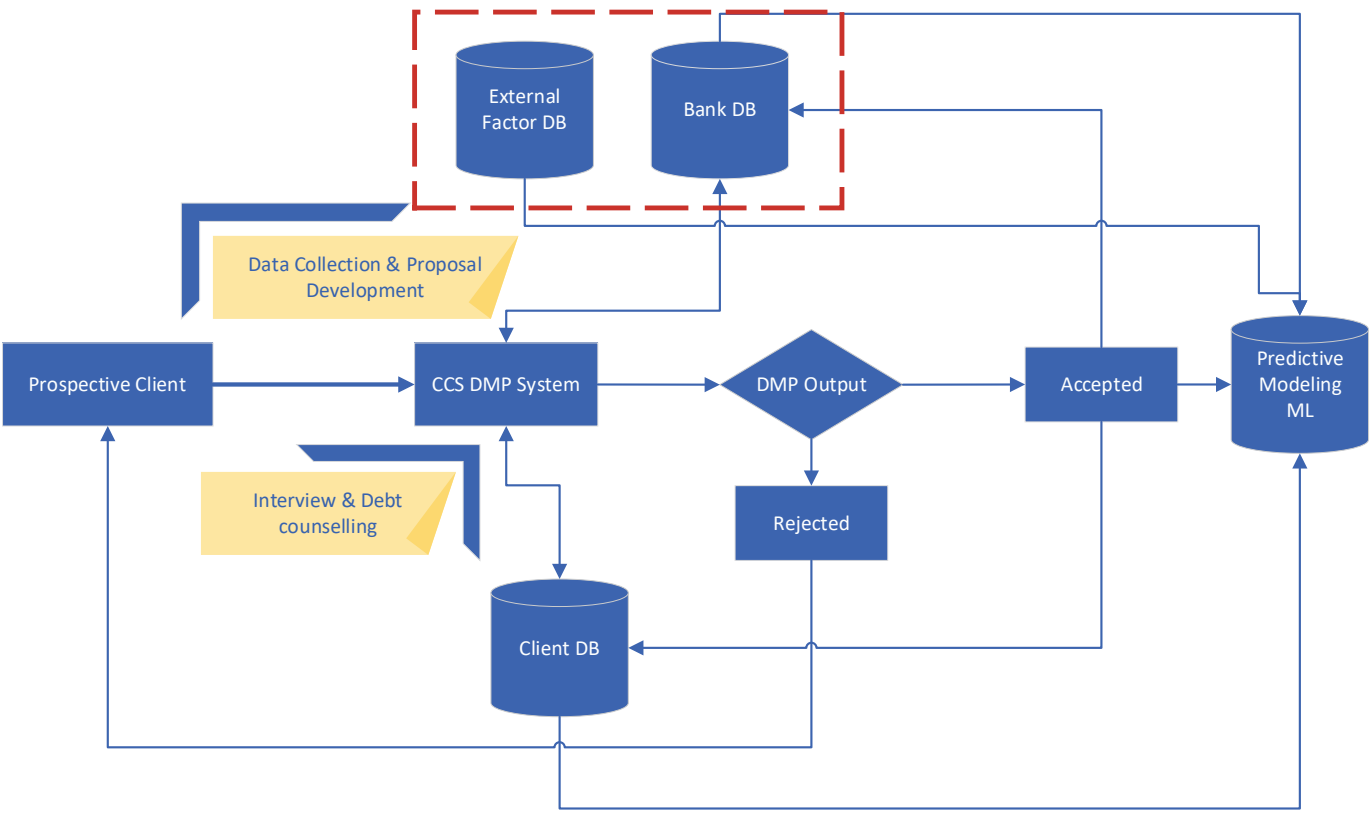 External
Factor DB
Bank DB
Data Collection & Proposal
Development
Prospective Client
CCS DMP System
DMP Output
Accepted
Predictive
Modeling
ML
Interview & Debt
counselling
Rejected
Client DB